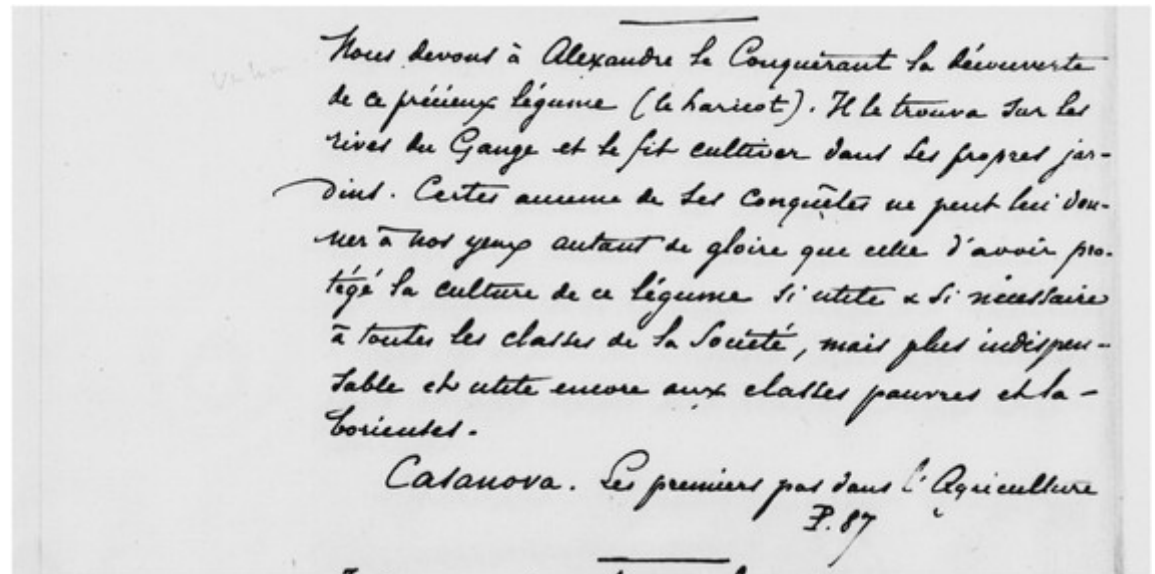 Nous devons à Alexandre le Conquérant la découverte
de ce précieux légume (le haricot). Il le trouva sur les
rives du Gange et le fit cultiver dans ses propres jar-
dins. Certes aucune de ses conquêtes ne peut lui don-
ner à nos yeux autant de gloire que celle d'avoir pro-
tégé la culture de ce légume si utile & si nécessaire
à toutes les classes de la Société, mais plus indispen-
sable et utile encore aux classes pauvres et la-
borieuses.
Casanova. Les premiers pas dans l'Agriculture
P. 87